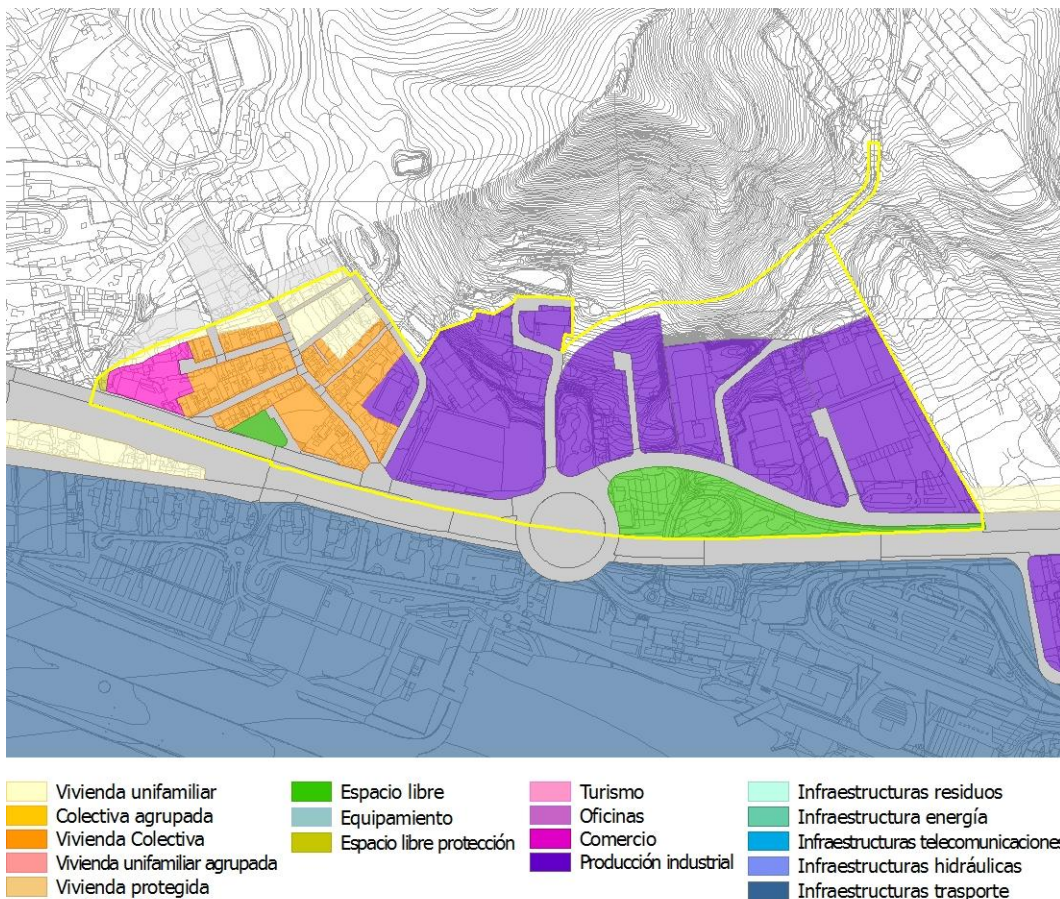 Vivienda unifamiliar
Colectiva agrupada
Vivienda Colectiva
Vivienda unifamiliar agrupada
Vivienda protegida
Espacio libre
Equipamiento
Espacio libre protección
Turismo
Oficinas
Comercio
Producción industrial
Infraestructuras residuos
Infraestructura energía
Infraestructuras telecomunicaciones
Infraestructuras hidráulicas
Infraestructuras trasporte